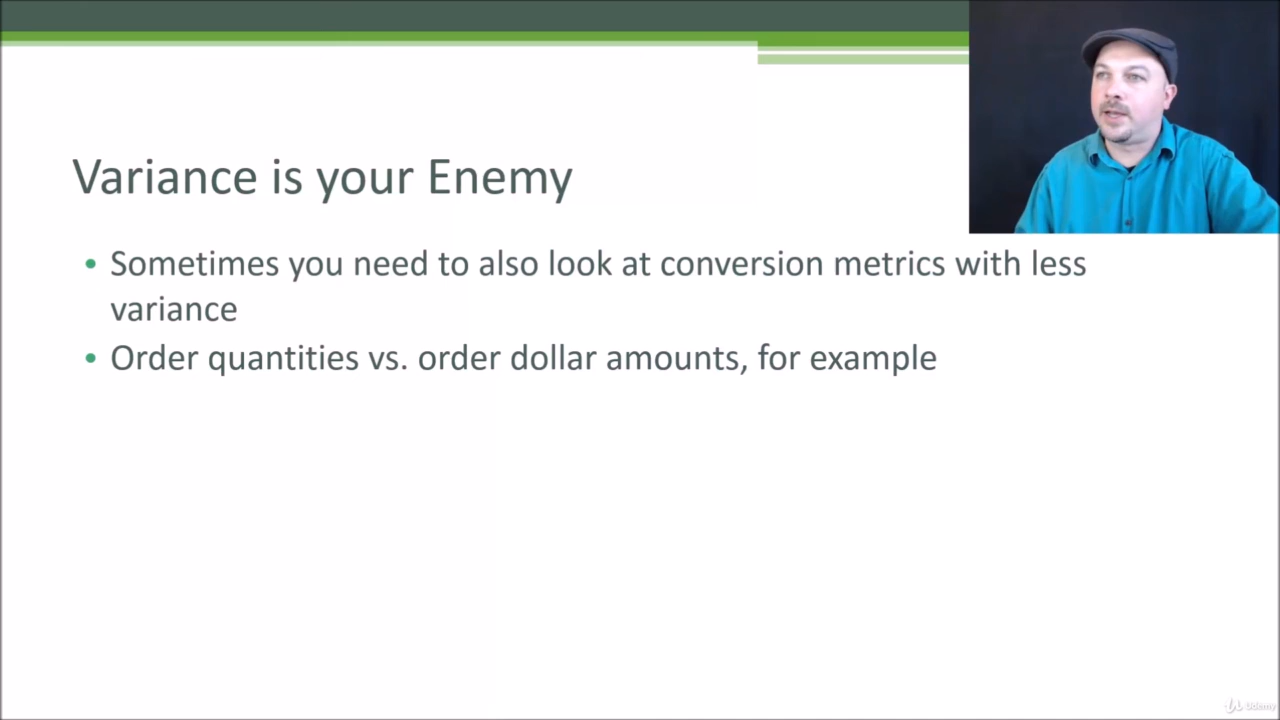 Variance is your Enemy
• Sometimes you need to also look at conversion metrics with less
variance
• Order quantities vs. order dollar amounts, for example
Udemy